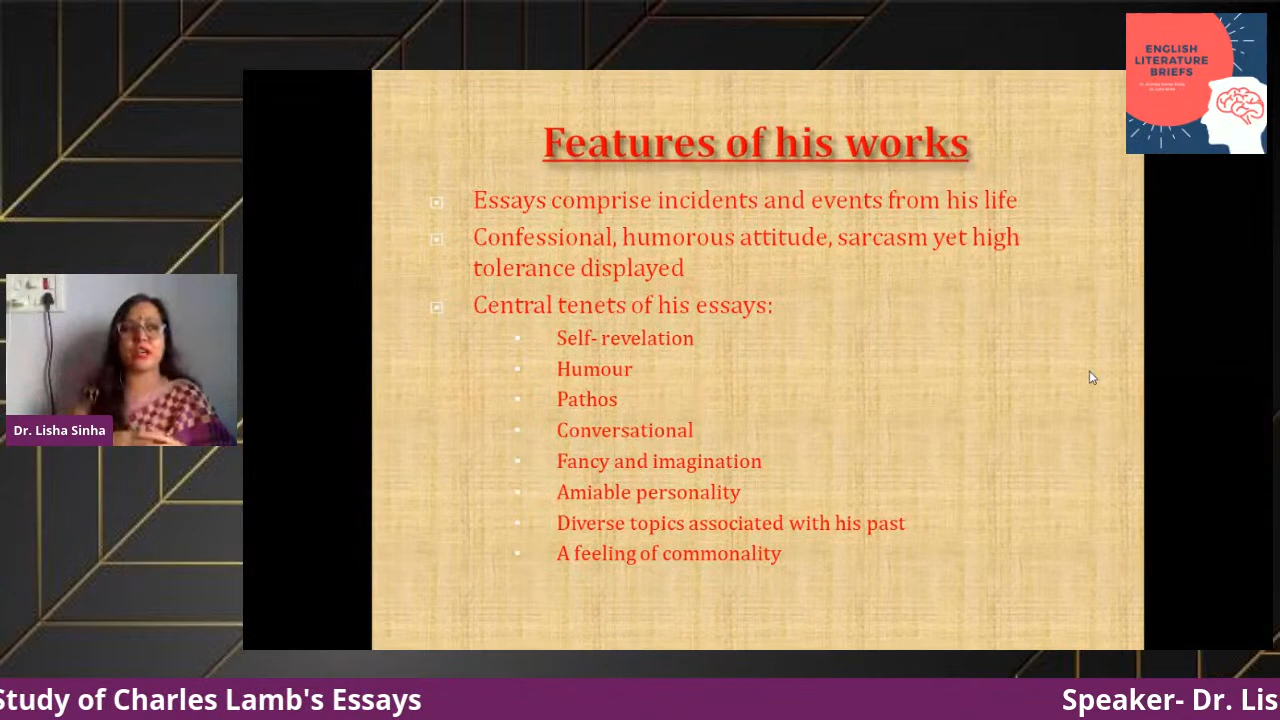 ENGLISH
LITERATURE
BRIEFS
Features of his works
Essays comprise incidents and events from his life
Confessional, humorous attitude, sarcasm yet high
tolerance displayed
Central tenets of his essays:
Self- revelation
Humour
Pathos
Conversational
Fancy and imagination
Amiable personality
Diverse topics associated with his past
A feeling of commonality
Dr. Lisha Sinha
Study of Charles Lamb's Essays
Speaker- Dr. Lis